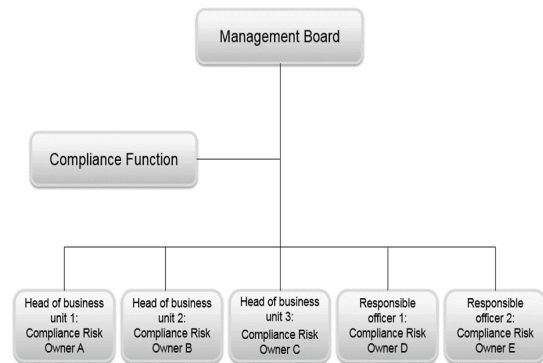 Management Board
Compliance Function
Head of business
unit 1:
Compliance Risk
Owner A
Head of business
unit 2:
Compliance Risk
Owner B
Head of business
unit 3:
Compliance Risk
Owner C
Responsible
officer 1:
Compliance Risk
Owner D
Responsible
officer 2:
Compliance Risk
Owner E